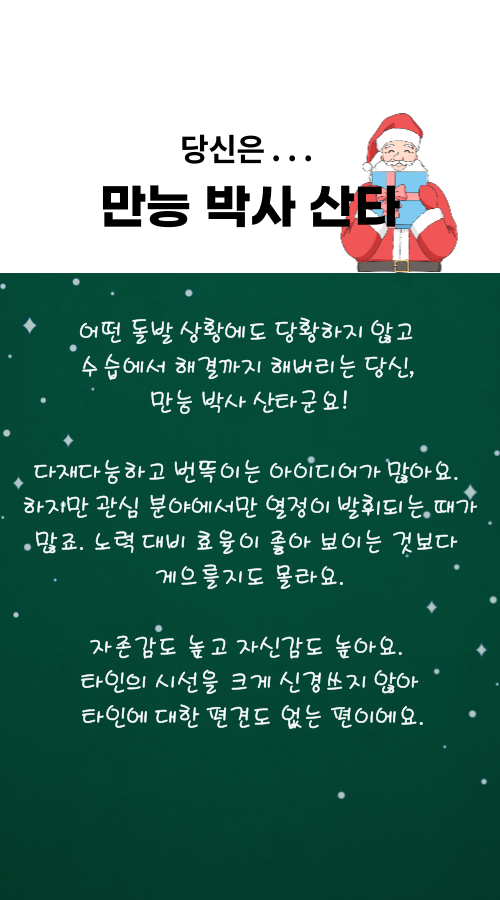 당신은...
만능 박사 산타
어떤 돌발 상황에도 당황하지 않고
수습에서 해결까지 해버리는 당신,
만능 박사 산타군요!
다재다능하고 번뜩이는 아이디어가 많아요.
하지만 관심 분야에서만 열정이 발휘되는 때가
많죠. 노력 대비 효율이 좋아 보이는 것보다
게으를지도 몰라요.
자존감도 높고 자신감도 높아요.
타인의 시선을 크게 신경쓰지 않아
타인에 대한 편견도 없는 편이에요.